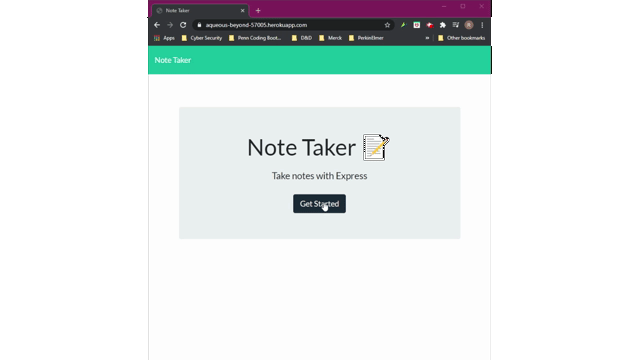 Note Taker
aqueous-beyond-57005.herokuapp.com
Apps Cyber Security Penn Coding Boot... D&D Merck PerkinElmer » Other bookmarks
Note Taker
Note Taker
Take notes with Express
Get Started